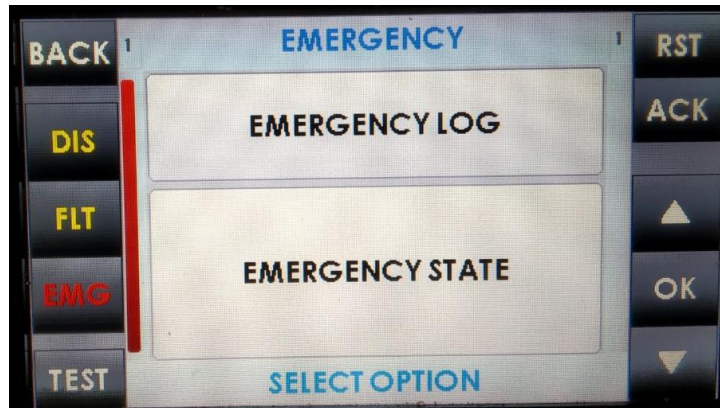 BACK 1 EMERGENCY 1 RST
EMERGENCY LOG
ACK
DIS
FLT
EMERGENCY STATE
EMG
OK
TEST
SELECT OPTION